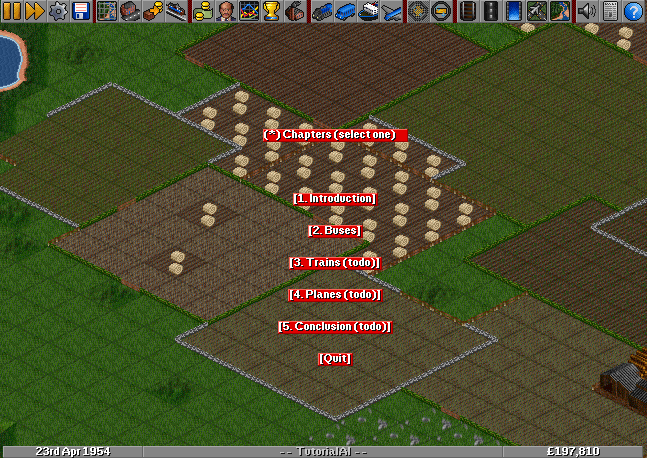 (*) Chapters (select one)
[1. Introduction]
[2. Buses]
[3. Trains (todo)]
[4. Planes (todo)]
[5. Conclusion (todo)]
[Quit]
23rd Apr 1954
-- TutorialAI --
£197,810